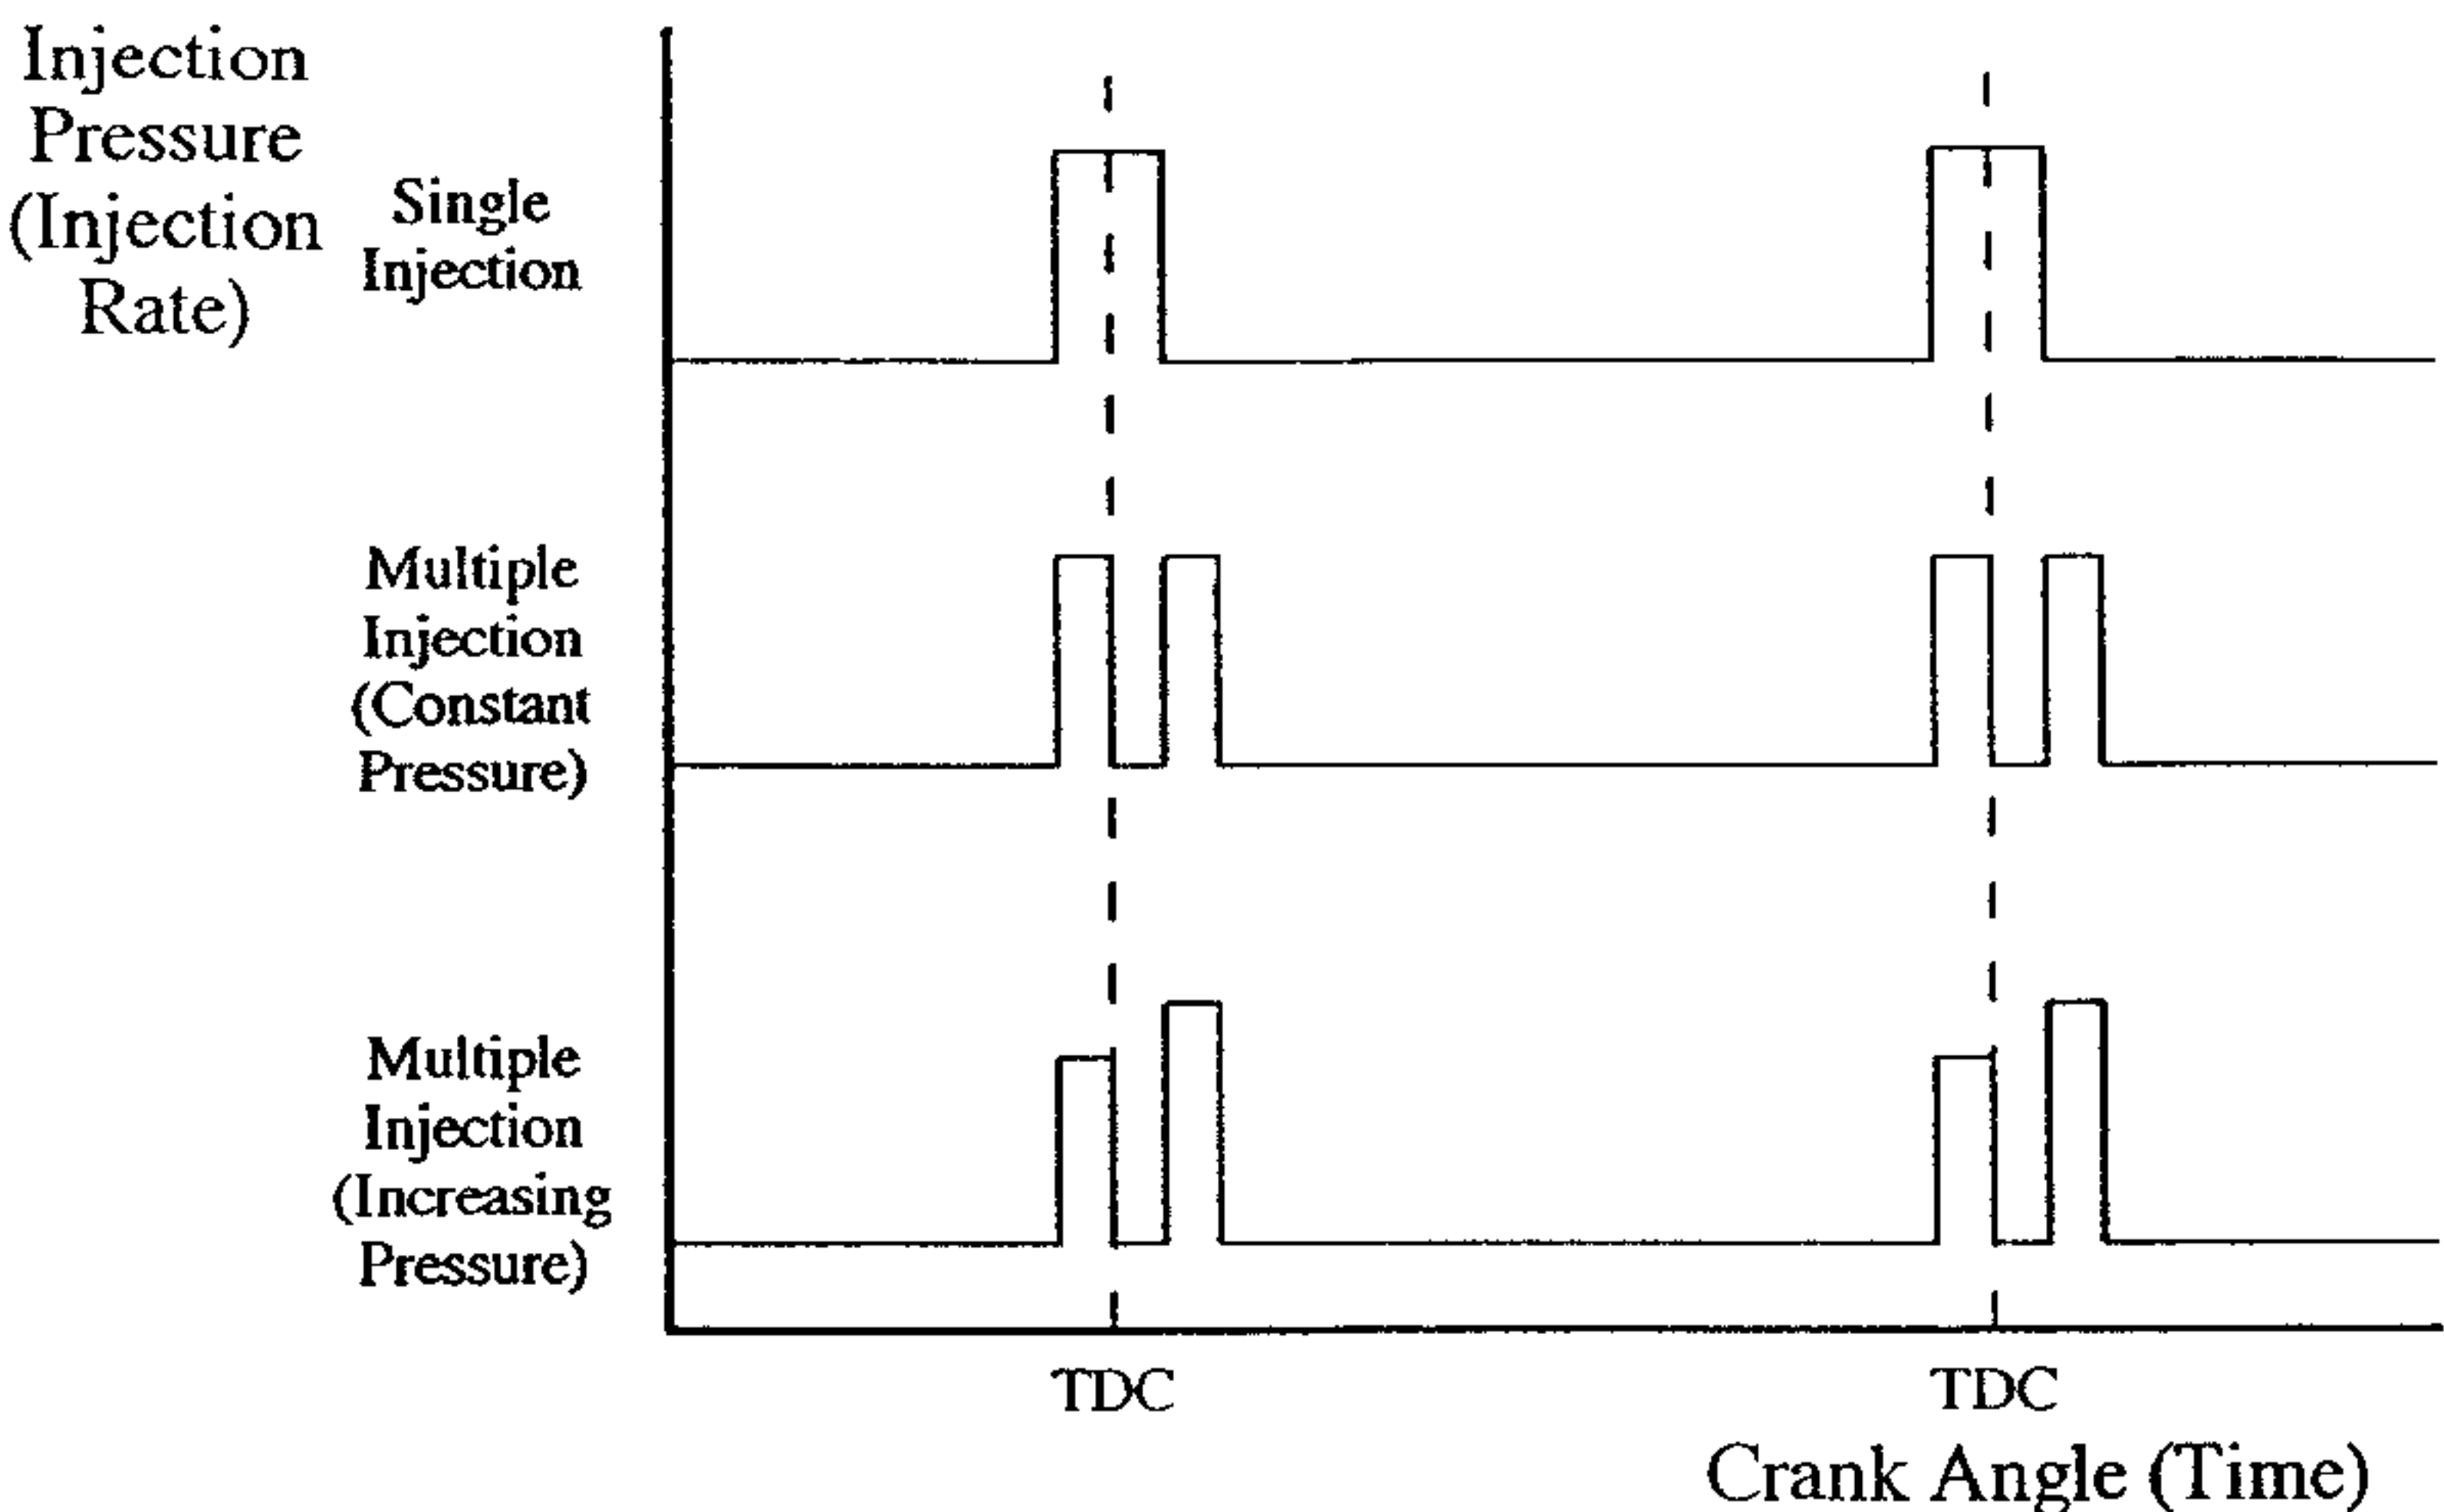 Injection
Pressure
(Injection
Rate)
Single
Injection
Multiple
Injection
(Constant
Pressure)
Multiple
Injection
(Increasing
Pressure)
TDC
TDC
Crank Angle (Time)